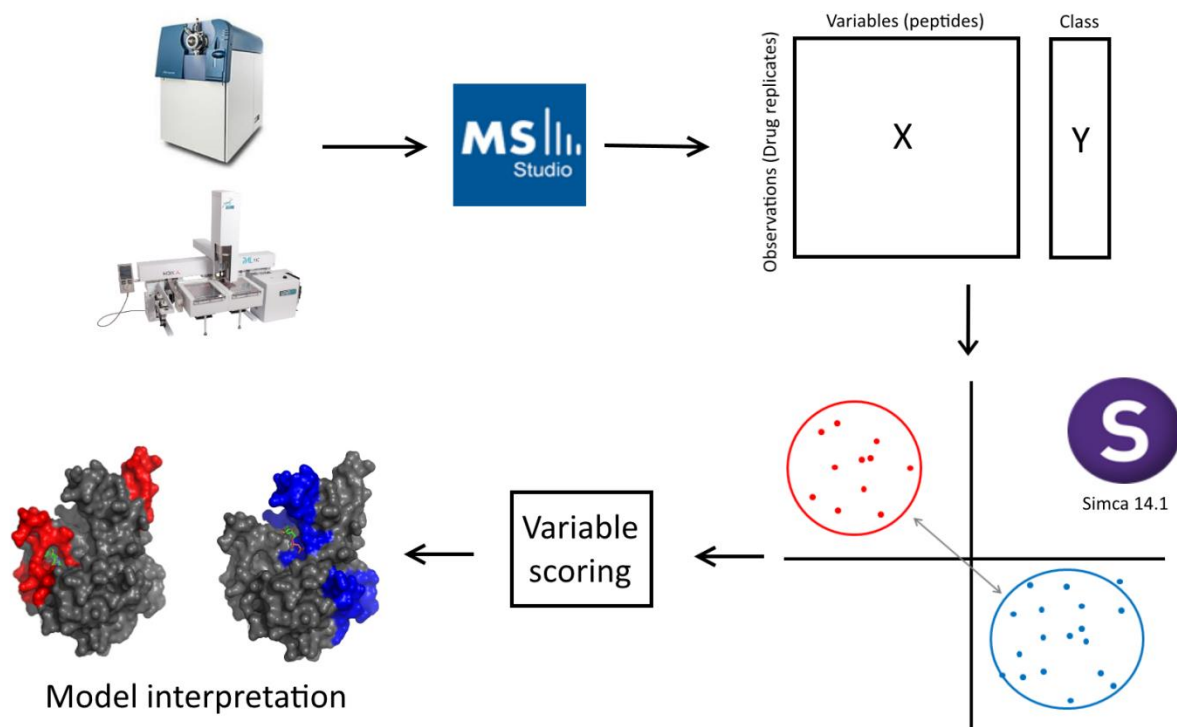 Variables (peptides)
Class
Observations (Drug replicates)
X
Y
MS
Studio
S
Simca 14.1
Variable
scoring
Model interpretation